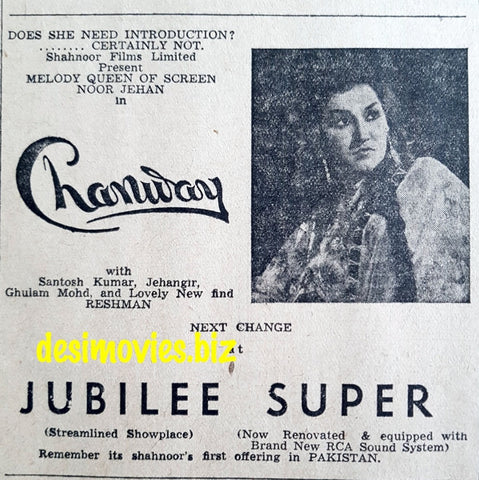 DOES SHE NEED INTRODUCTION?
........ CERTAINLY NOT.
Shahnoor Films Limited
Present
MELODY QUEEN OF SCREEN
NOOR JEHAN
in
Chanway
with
Santosh Kumar, Jehangir,
Ghulam Mohd, and Lovely New find
RESHMAN
NEXT CHANGE
desimovies.biz
at
JUBILEE SUPER
(Streamlined Showplace) (Now Renovated & equipped with
Brand New RCA Sound System)
Remember its shahnoor's first offering in PAKISTAN.